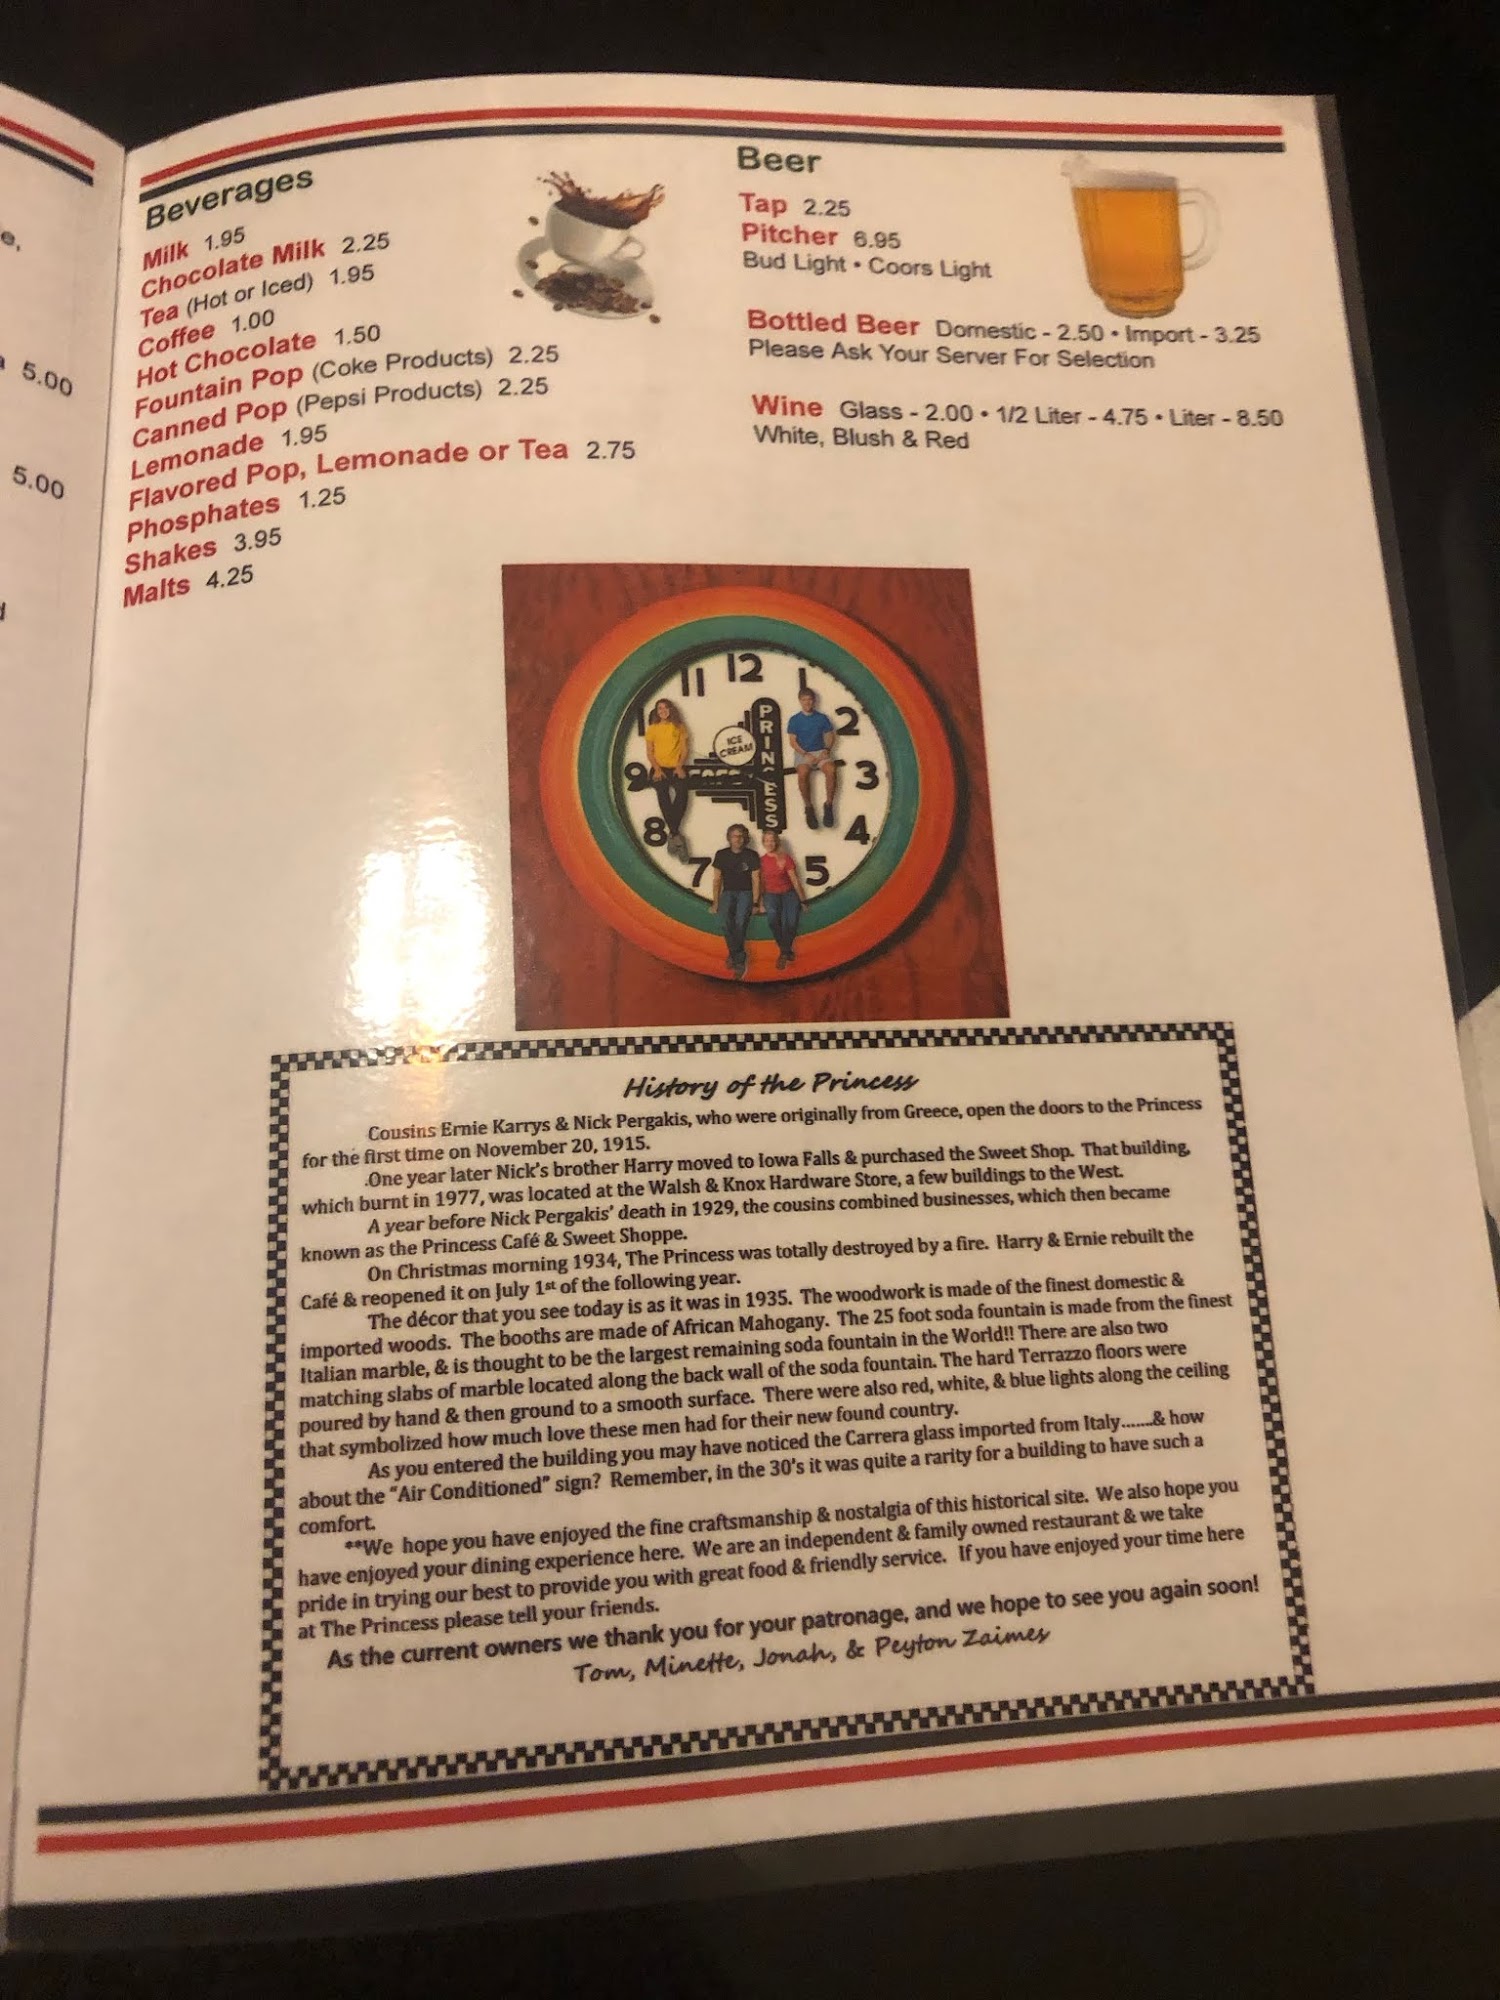 e,
5.00
5.00
Beverages
Milk 1.95
Chocolate Milk 2.25
Tea (Hot or Iced) 1.95
Coffee 1.00
Hot Chocolate 1.50
Fountain Pop (Coke Products) 2.25
Canned Pop (Pepsi Products) 2.25
Lemonade 1.95
Flavored Pop, Lemonade or Tea 2.75
Phosphates 1.25
Shakes 3.95
Malts 4.25
Beer
Tap 2.25
Pitcher 6.95
Bud Light • Coors Light
Bottled Beer Domestic - 2.50 • Import - 3.25
Please Ask Your Server For Selection
Wine Glass - 2.00 • 1/2 Liter - 4.75 • Liter - 8.50
White, Blush & Red
11 12 1
2
3
4
5
7
8
9
ICE
CREAM
PRINCESS
CAFE
History of the Princess
Cousins Ernie Karrys & Nick Pergakis, who were originally from Greece, open the doors to the Princess
for the first time on November 20, 1915.
.One year later Nick's brother Harry moved to Iowa Falls & purchased the Sweet Shop. That building,
which burnt in 1977, was located at the Walsh & Knox Hardware Store, a few buildings to the West.
A year before Nick Pergakis' death in 1929, the cousins combined businesses, which then became
known as the Princess Café & Sweet Shoppe.
On Christmas morning 1934, The Princess was totally destroyed by a fire. Harry & Ernie rebuilt the
Café & reopened it on July 1st of the following year.
The décor that you see today is as it was in 1935. The woodwork is made of the finest domestic &
imported woods. The booths are made of African Mahogany. The 25 foot soda fountain is made from the finest
Italian marble, & is thought to be the largest remaining soda fountain in the World!! There are also two
matching slabs of marble located along the back wall of the soda fountain. The hard Terrazzo floors were
poured by hand & then ground to a smooth surface. There were also red, white, & blue lights along the ceiling
that symbolized how much love these men had for their new found country.
As you entered the building you may have noticed the Carrera glass imported from Italy.......& how
about the "Air Conditioned" sign? Remember, in the 30's it was quite a rarity for a building to have such a
comfort.
**We hope you have enjoyed the fine craftsmanship & nostalgia of this historical site. We also hope you
have enjoyed your dining experience here. We are an independent & family owned restaurant & we take
pride in trying our best to provide you with great food & friendly service. If you have enjoyed your time here
at The Princess please tell your friends.
As the current owners we thank you for your patronage, and we hope to see you again soon!
Tom, Minette, Jonah, & Peyton Zaimes